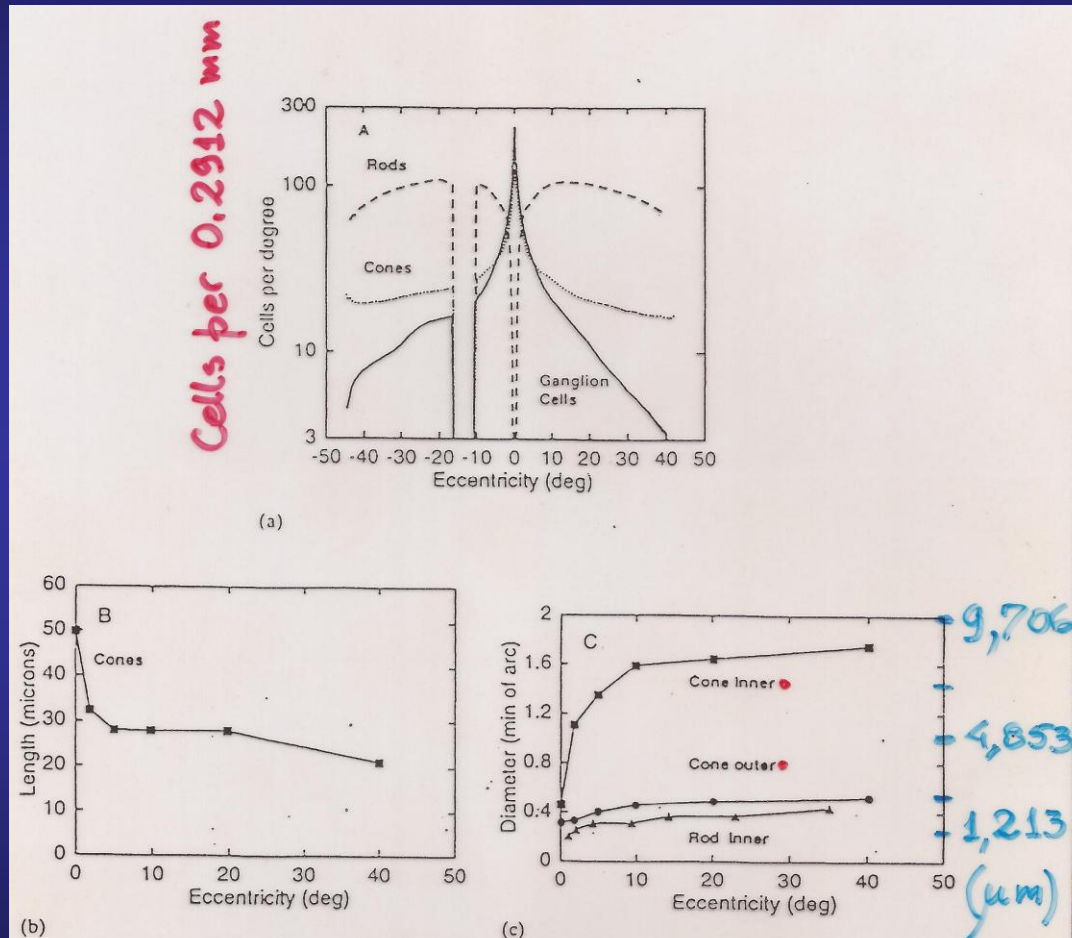 Cells per 0.2912 mm
A
300
100
10
3
Cells per degree
Rods
Cones
Ganglion
Cells
-50 -40 -30 -20 -10 0 10 20 30 40 50
Eccentricity (deg)
(a)
B
60
50
40
30
20
10
0
Length (microns)
Cones
0 10 20 30 40 50
Eccentricity (deg)
(b)
C
2
1.6
1.2
0.8
0.4
0
Diameter (min of arc)
Cone Inner
Cone outer
Rod Inner
0 10 20 30 40 50
Eccentricity (deg)
(c)
9,706
4,853
1,213
(μm)